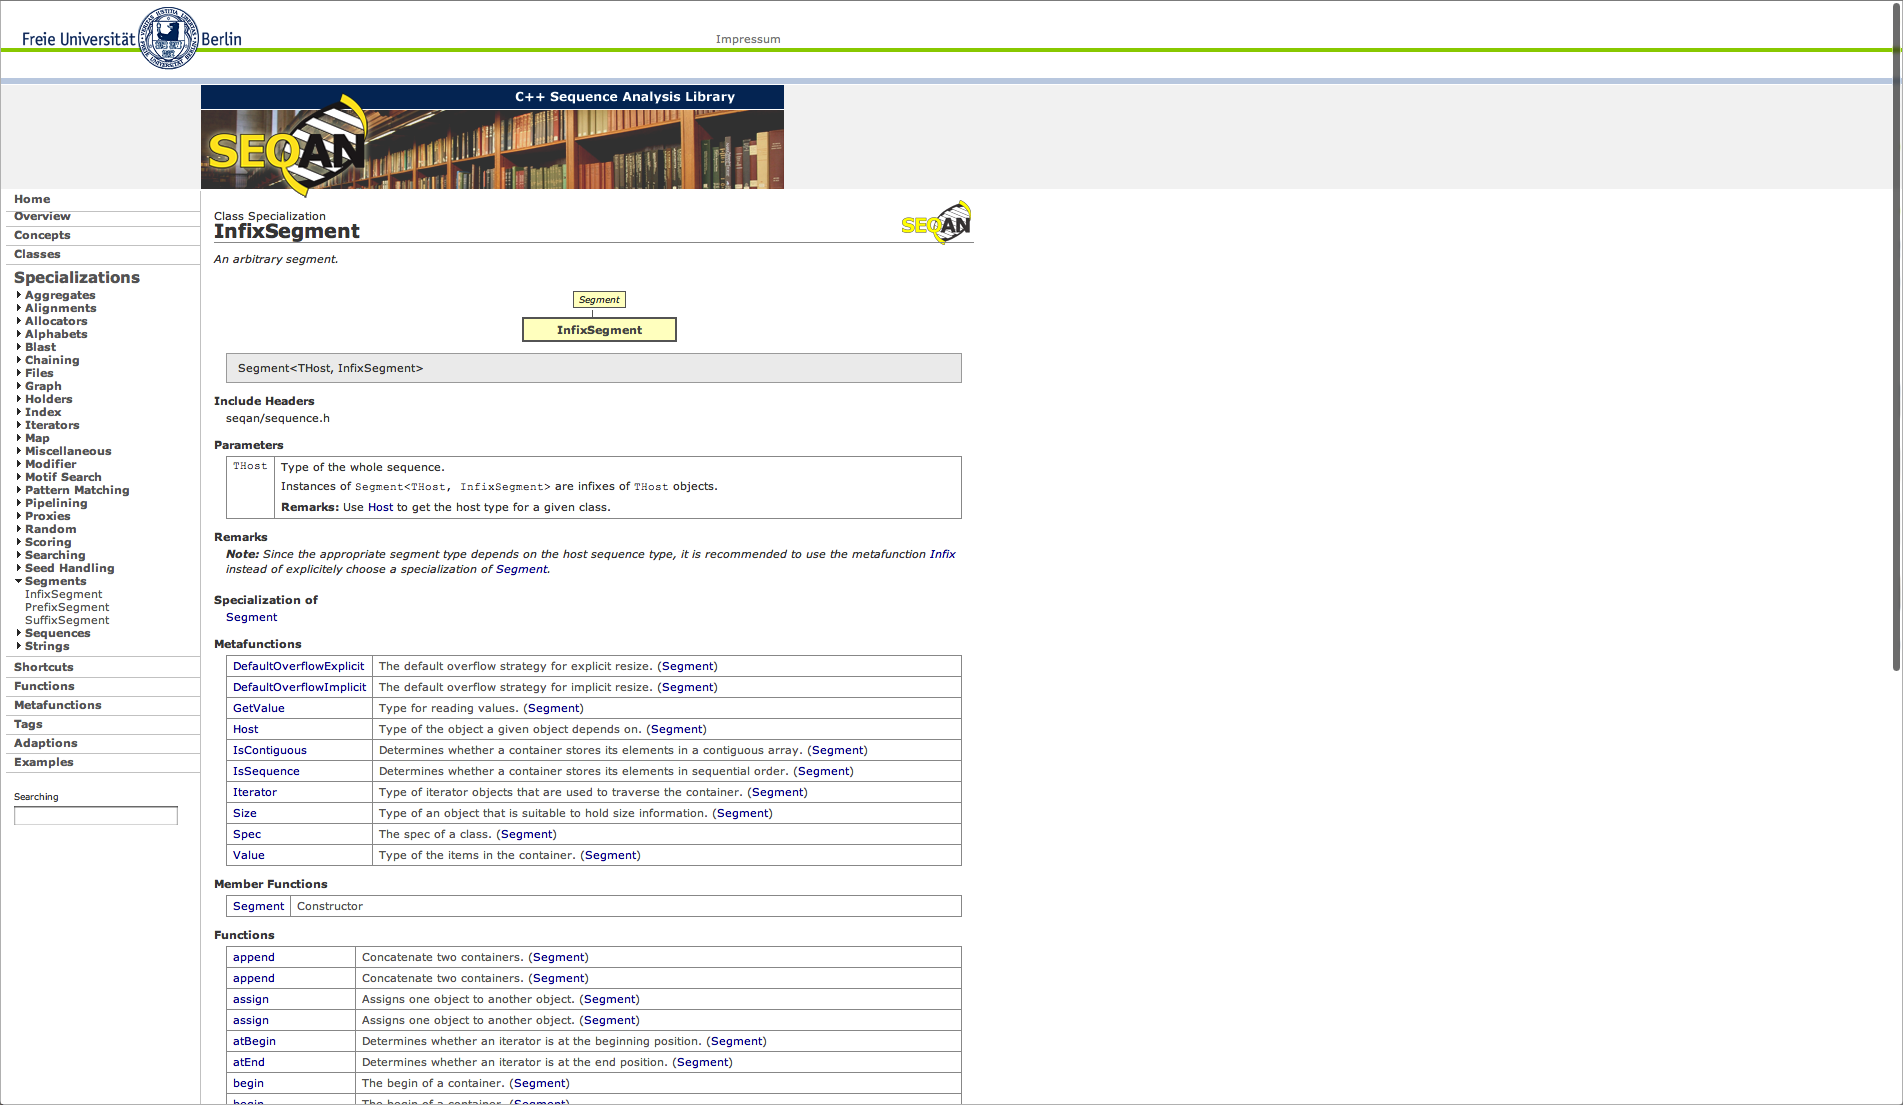 Freie Universität Berlin
Impressum
C++ Sequence Analysis Library
SEQAN
Home
Overview
Concepts
Classes
Specializations
Aggregates
Alignments
Allocators
Alphabets
Blast
Chaining
Files
Graph
Holders
Index
Iterators
Map
Miscellaneous
Modifier
Motif Search
Pattern Matching
Pipelining
Proxies
Random
Scoring
Searching
Seed Handling
Segments
InfixSegment
PrefixSegment
SuffixSegment
Sequences
Strings
Shortcuts
Functions
Metafunctions
Tags
Adaptions
Examples
Searching
Class Specialization
InfixSegment
SEQAN
An arbitrary segment.
Segment
InfixSegment
Segment<THost, InfixSegment>
Include Headers
seqan/sequence.h
Parameters
THost Type of the whole sequence.
Instances of Segment<THost, InfixSegment> are infixes of THost objects.
Remarks: Use Host to get the host type for a given class.
Remarks
Note: Since the appropriate segment type depends on the host sequence type, it is recommended to use the metafunction Infix
instead of explicitely choose a specialization of Segment.
Specialization of
Segment
Metafunctions
DefaultOverflowExplicit The default overflow strategy for explicit resize. (Segment)
DefaultOverflowImplicit The default overflow strategy for implicit resize. (Segment)
GetValue Type for reading values. (Segment)
Host Type of the object a given object depends on. (Segment)
IsContiguous Determines whether a container stores its elements in a contiguous array. (Segment)
IsSequence Determines whether a container stores its elements in sequential order. (Segment)
Iterator Type of iterator objects that are used to traverse the container. (Segment)
Size Type of an object that is suitable to hold size information. (Segment)
Spec The spec of a class. (Segment)
Value Type of the items in the container. (Segment)
Member Functions
Segment Constructor
Functions
append Concatenate two containers. (Segment)
append Concatenate two containers. (Segment)
assign Assigns one object to another object. (Segment)
assign Assigns one object to another object. (Segment)
atBegin Determines whether an iterator is at the beginning position. (Segment)
atEnd Determines whether an iterator is at the end position. (Segment)
begin The begin of a container. (Segment)
begin The begin of a container. (Segment)